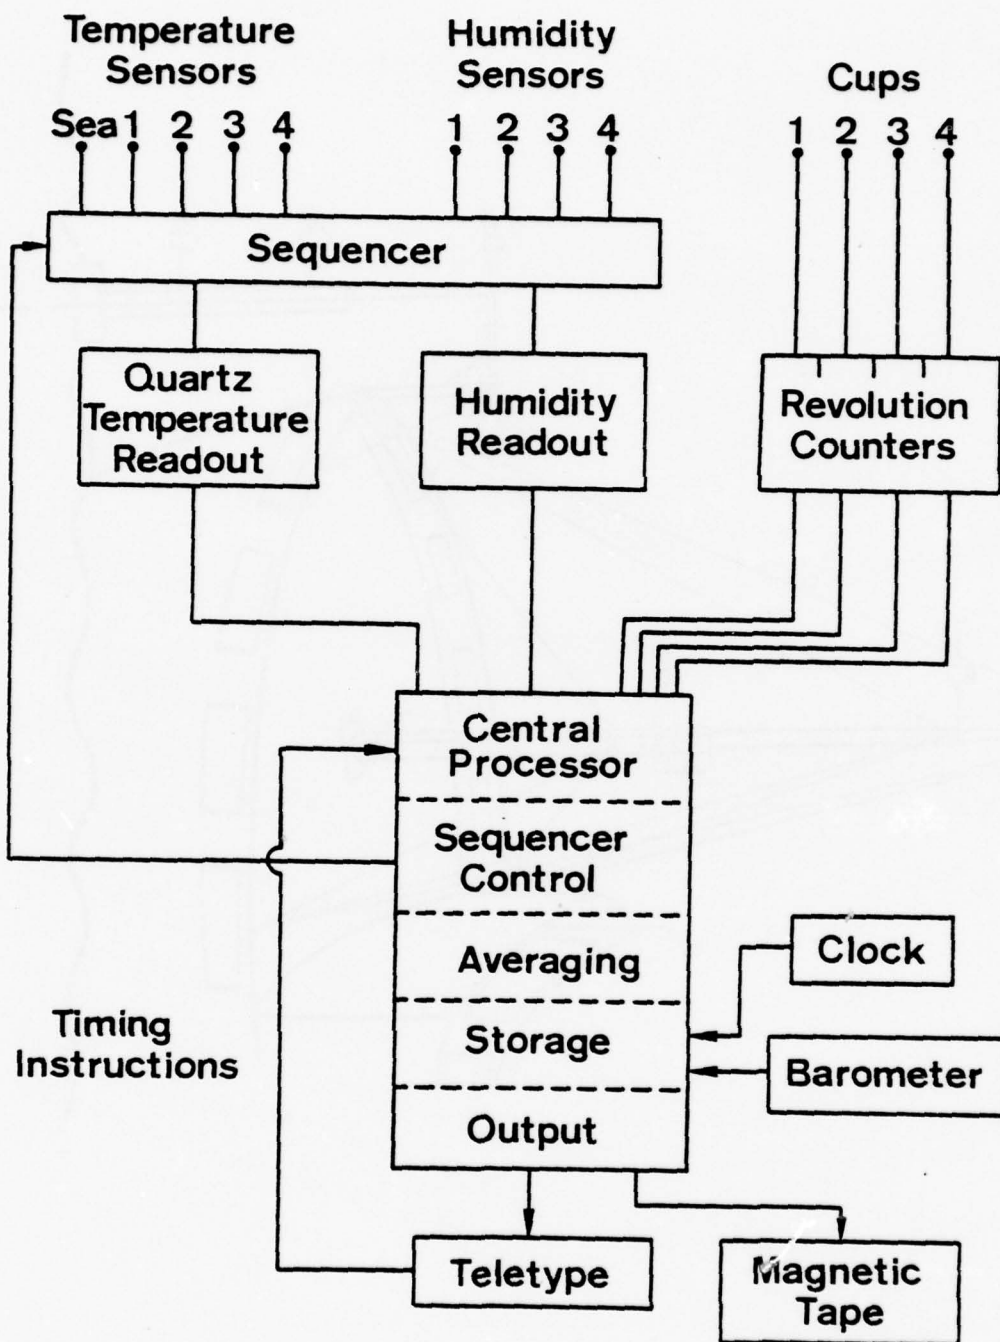 Temperature
Sensors
Humidity
Sensors
Cups
Sea 1 2 3 4
1 2 3 4
1 2 3 4
Sequencer
Quartz
Temperature
Readout
Humidity
Readout
Revolution
Counters
Central
Processor
Sequencer
Control
Averaging
Storage
Output
Clock
Barometer
Timing
Instructions
Teletype
Magnetic
Tape